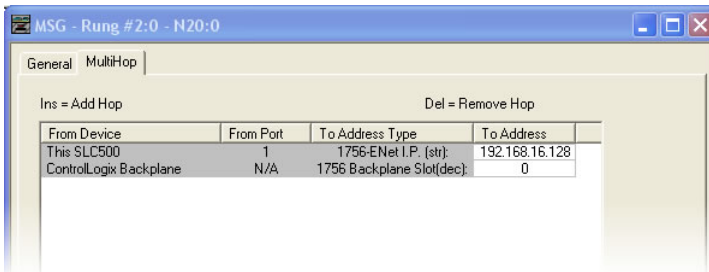 MSG - Rung #2:0 - N20:0
General MultiHop
Ins = Add Hop Del = Remove Hop
From Device From Port To Address Type To Address
This SLC500 1 1756-ENet I.P. (str): 192.168.16.128
ControlLogix Backplane N/A 1756 Backplane Slot(dec): 0